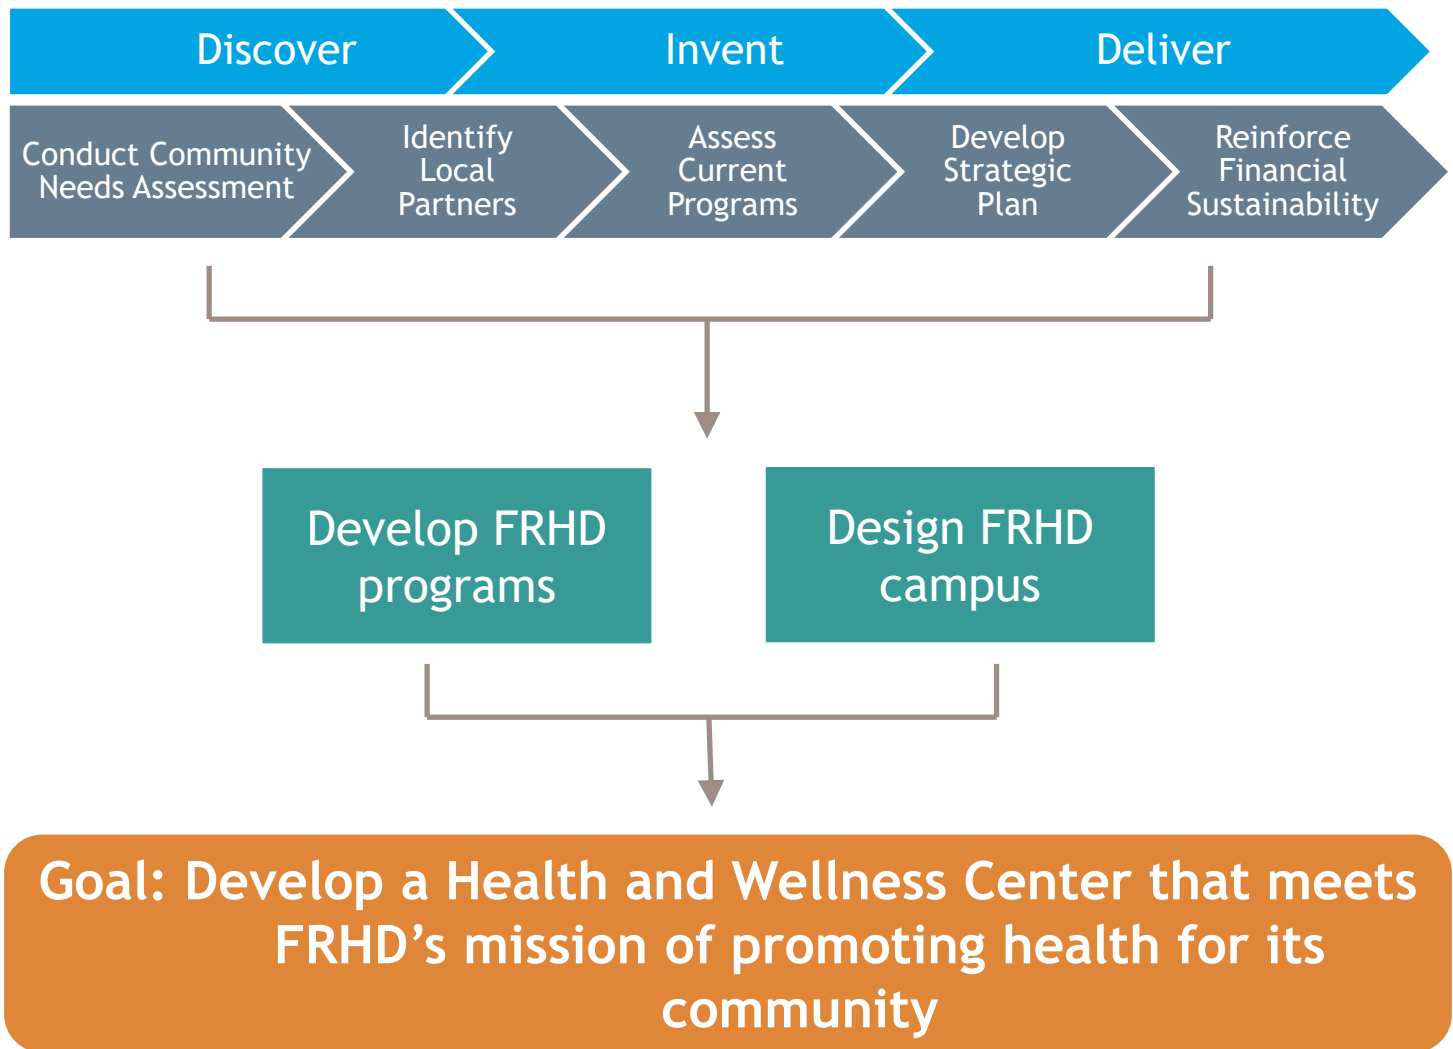 Discover
Invent
Deliver
Conduct Community
Needs Assessment
Identify
Local
Partners
Assess
Current
Programs
Develop
Strategic
Plan
Reinforce
Financial
Sustainability
Develop FRHD
programs
Design FRHD
campus
Goal: Develop a Health and Wellness Center that meets
FRHD’s mission of promoting health for its
community